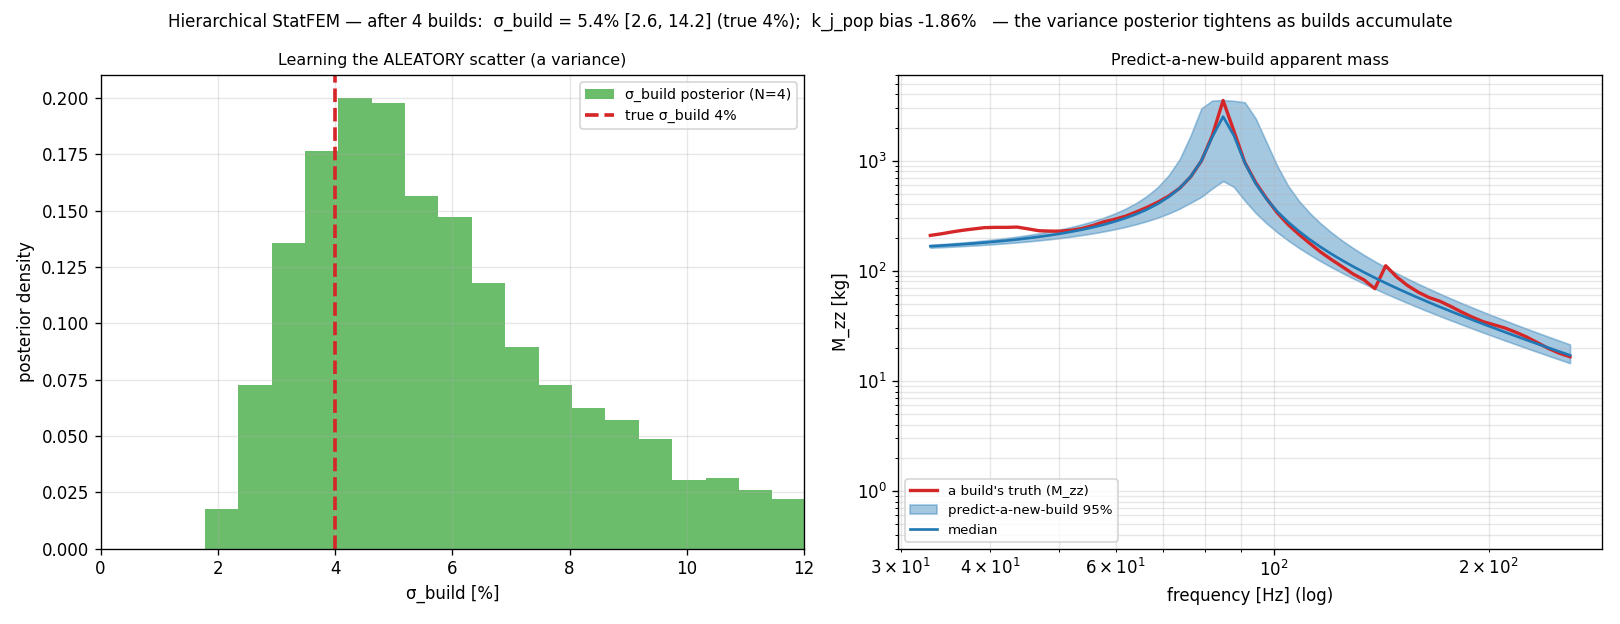 Hierarchical StatFEM — after 4 builds:  σ_build = 5.4% [2.6, 14.2] (true 4%);  k_j_pop bias -1.86%   — the variance posterior tightens as builds accumulate
Learning the ALEATORY scatter (a variance)
σ_build posterior (N=4)
true σ_build 4%
posterior density
0.200
0.175
0.150
0.125
0.100
0.075
0.050
0.025
0.000
0 2 4 6 8 10 12
σ_build [%]
Predict-a-new-build apparent mass
M_zz [kg]
10³
10²
10¹
10⁰
a build's truth (M_zz)
predict-a-new-build 95%
median
3 × 10¹ 4 × 10¹ 6 × 10¹ 10² 2 × 10²
frequency [Hz] (log)